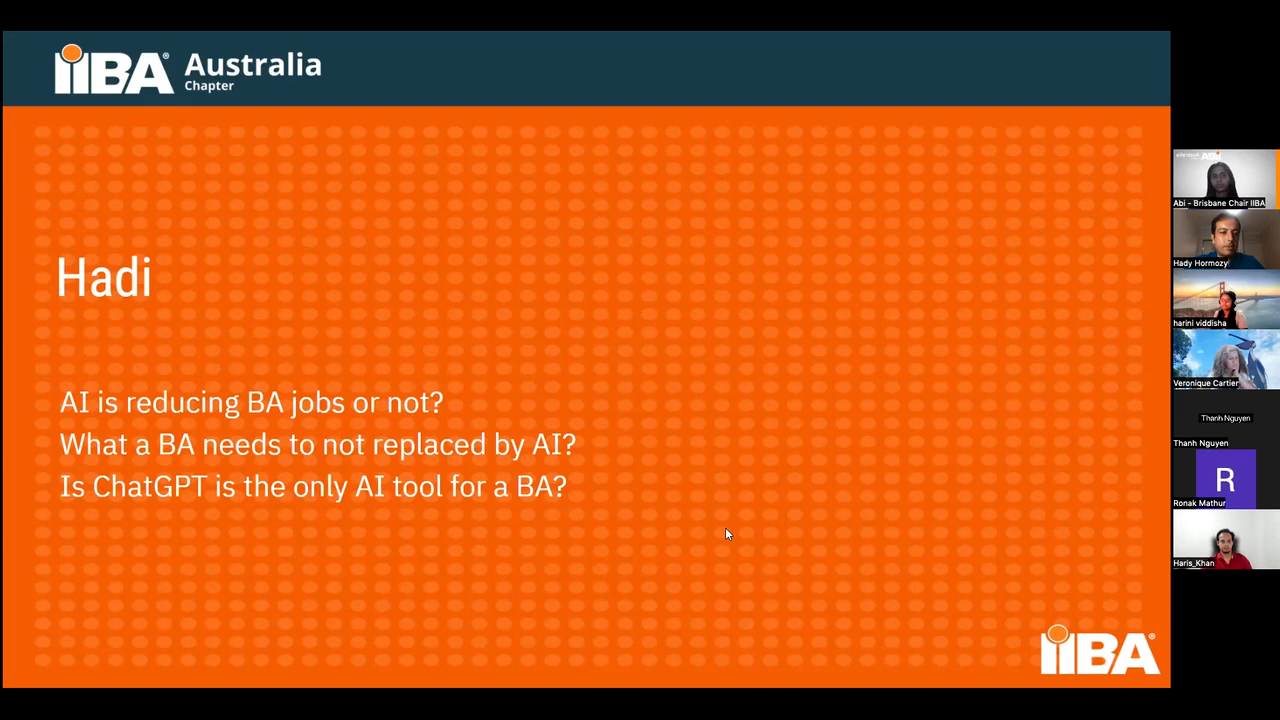 iiBA® Australia
Chapter
Hadi
AI is reducing BA jobs or not?
What a BA needs to not replaced by AI?
Is ChatGPT is the only AI tool for a BA?
iiBA®
Abi - Brisbane Chair IIBA
Hady Hormozy
harini viddisha
Veronique Cartier
Thanh Nguyen
Thanh Nguyen
R
Ronak Mathur
Haris_Khan